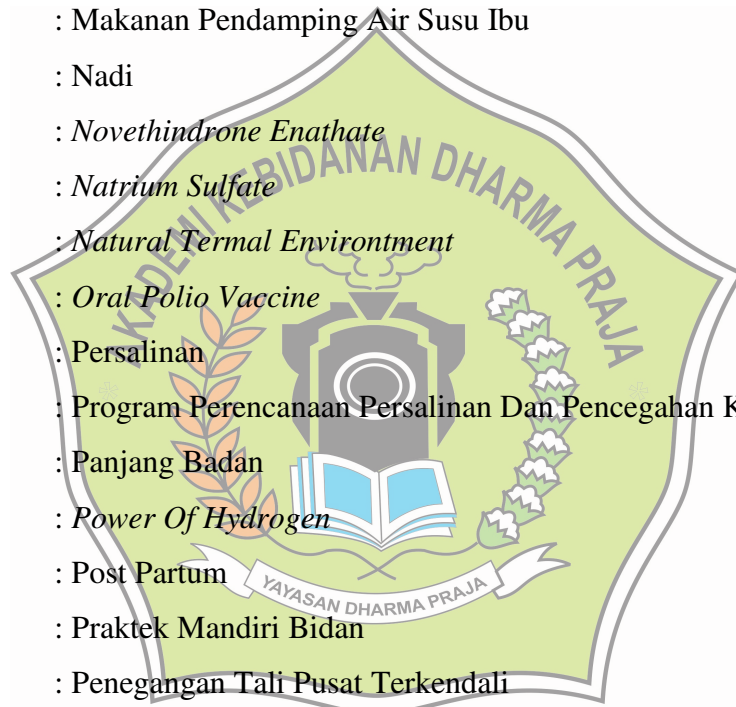 : Makanan Pendamping Air Susu Ibu
: Nadi
: Novethindrone Enathate
: Natrium Sulfate
: Natural Termal Environtment
: Oral Polio Vaccine
: Persalinan
: Program Perencanaan Persalinan Dan Pencegahan K
: Panjang Badan
: Power Of Hydrogen
: Post Partum
: Praktek Mandiri Bidan
: Penegangan Tali Pusat Terkendali
AKADEMI KEBIDANAN DHARMA PRAJA
YAYASAN DHARMA PRAJA